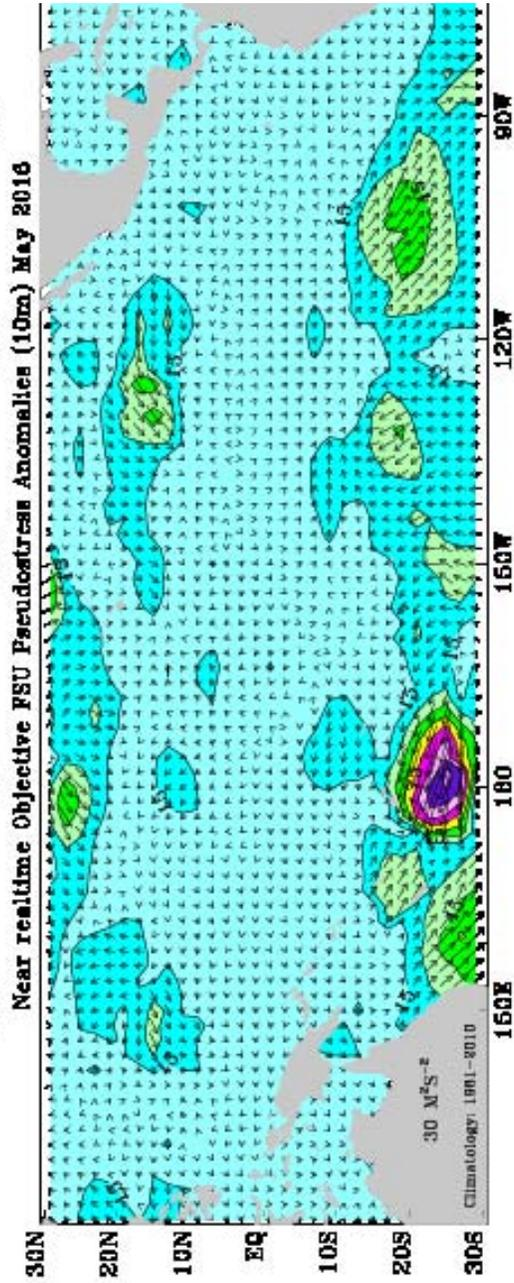 Near realtime Objective FSU Pseudostress Anomalies (10m) May 2016
30N
20N
10N
EQ
10S
20S
30S
30 M²S⁻²
Climatology: 1981-2010
150E
180
150W
120W
90W